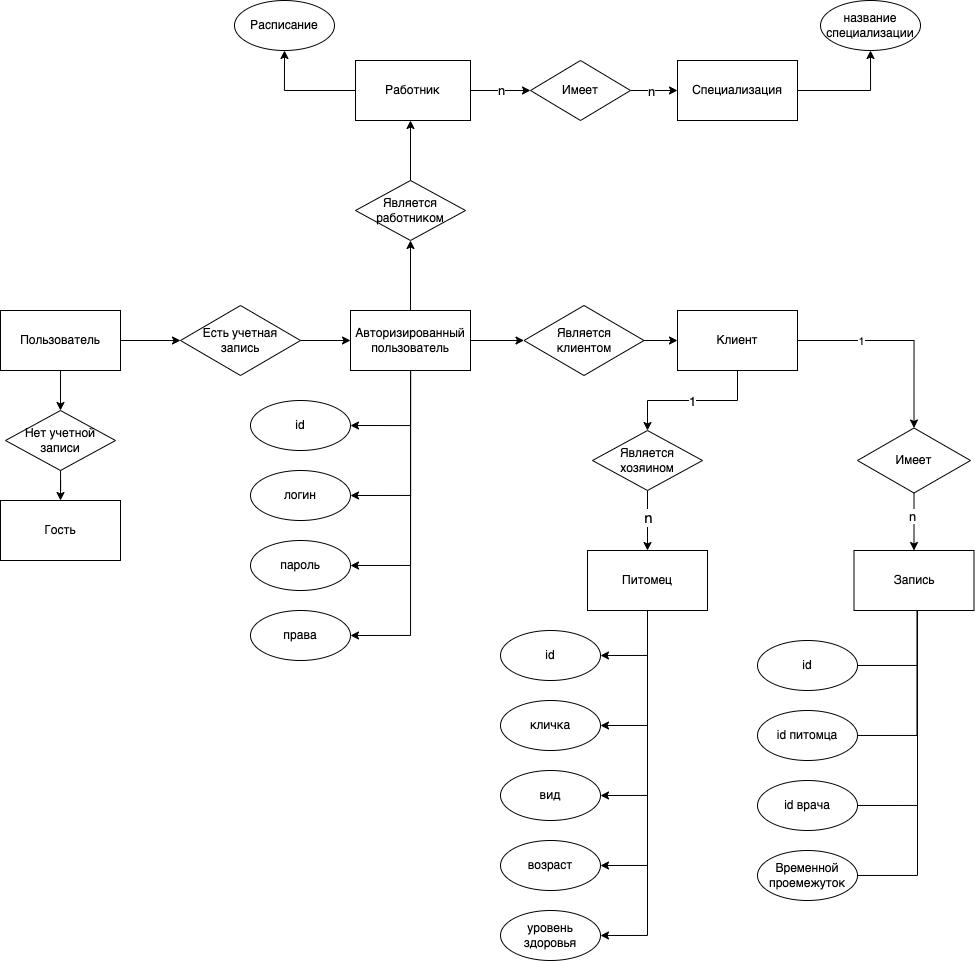 Расписание
название
специализации
Работник
n
Имеет
n
Специализация
Является
работником
Пользователь
Есть учетная
запись
Авторизированный
пользователь
Является
клиентом
Клиент
1
1
Нет учетной
записи
id
Является
хозяином
Имеет
логин
n
n
Гость
пароль
Питомец
Запись
права
id
id
кличка
id питомца
вид
id врача
возраст
Временной
проемежуток
уровень
здоровья